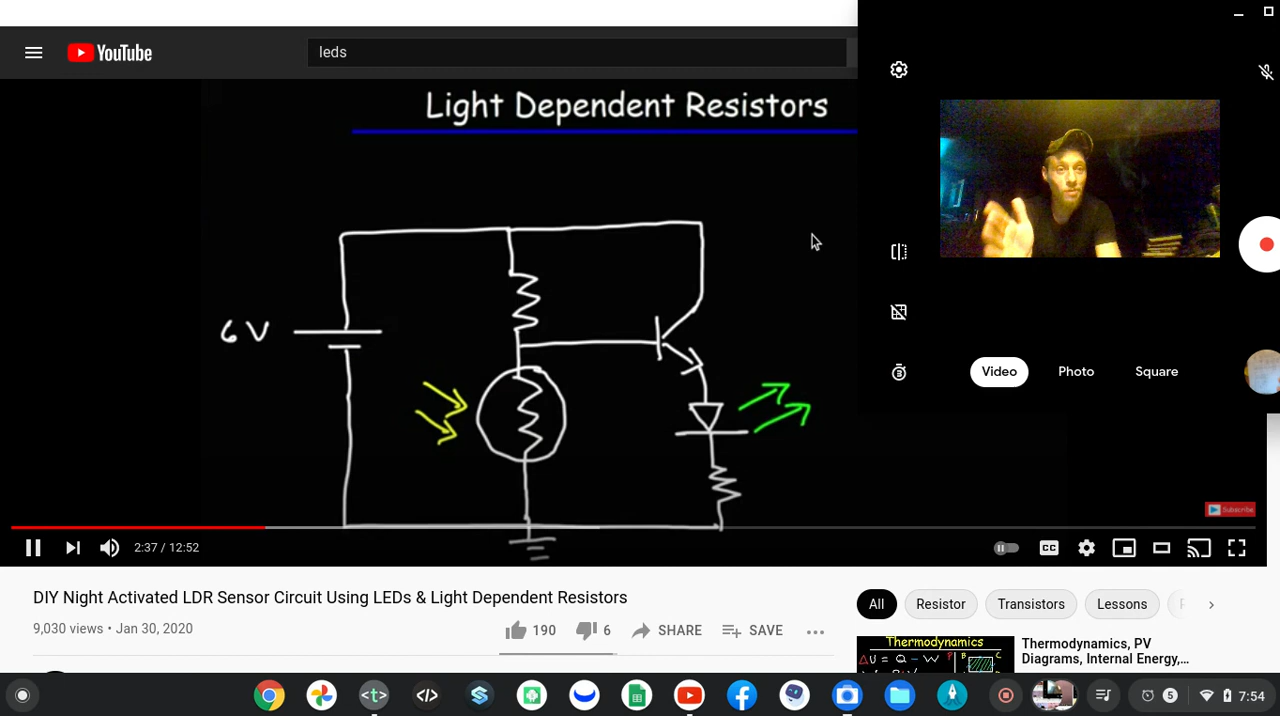 YouTube
leds
Light Dependent Resistors
6V
Subscribe
2:37 / 12:52
CC
Video
Photo
Square
DIY Night Activated LDR Sensor Circuit Using LEDs & Light Dependent Resistors
9,030 views • Jan 30, 2020
190
6
SHARE
SAVE
All
Resistor
Transistors
Lessons
Thermodynamics
Thermodynamics, PV
Diagrams, Internal Energy,...
5
7:54